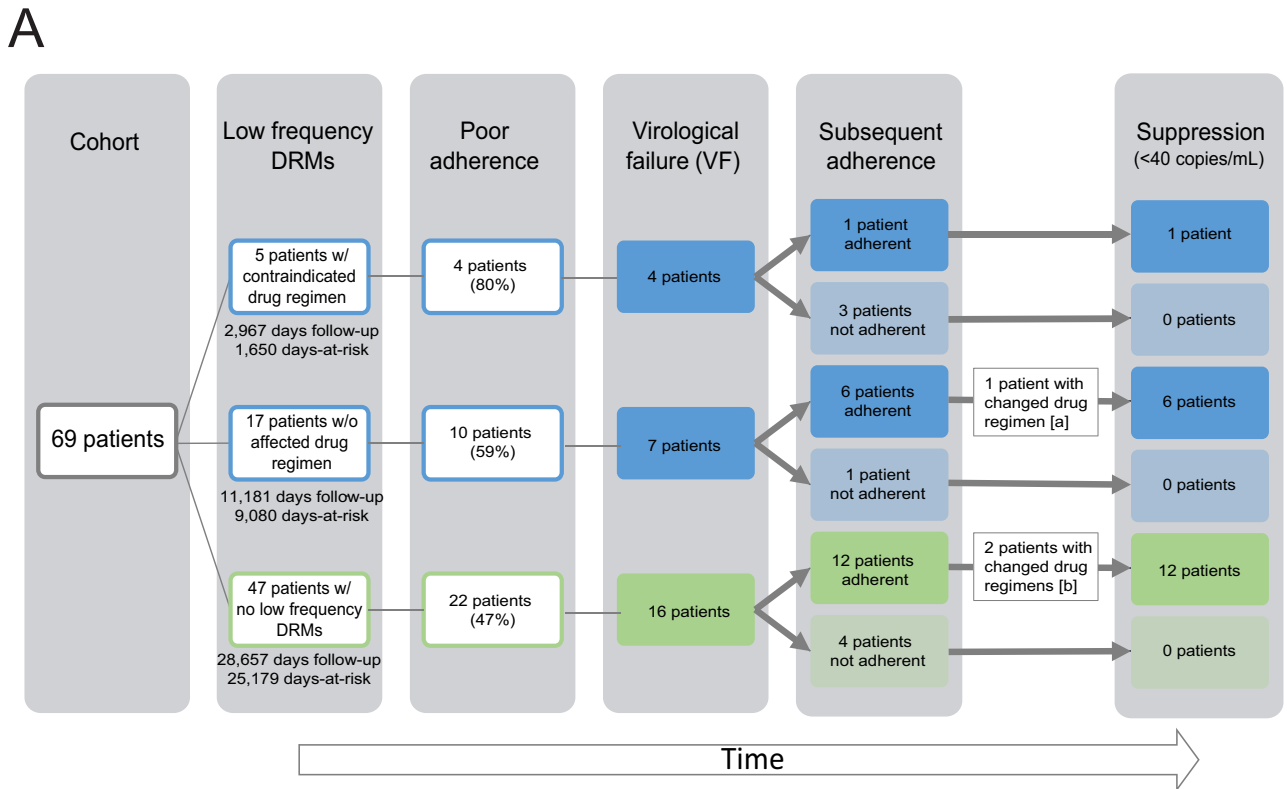 A
Cohort
69 patients
Low frequency
DRMs
5 patients w/
contraindicated
drug regimen
2,967 days follow-up
1,650 days-at-risk
17 patients w/o
affected drug
regimen
11,181 days follow-up
9,080 days-at-risk
47 patients w/
no low frequency
DRMs
28,657 days follow-up
25,179 days-at-risk
Poor
adherence
4 patients
(80%)
10 patients
(59%)
22 patients
(47%)
Virological
failure (VF)
4 patients
7 patients
16 patients
Subsequent
adherence
1 patient
adherent
3 patients
not adherent
6 patients
adherent
1 patient
not adherent
12 patients
adherent
4 patients
not adherent
1 patient with
changed drug
regimen [a]
2 patients with
changed drug
regimens [b]
Suppression
(<40 copies/mL)
1 patient
0 patients
6 patients
0 patients
12 patients
0 patients
Time